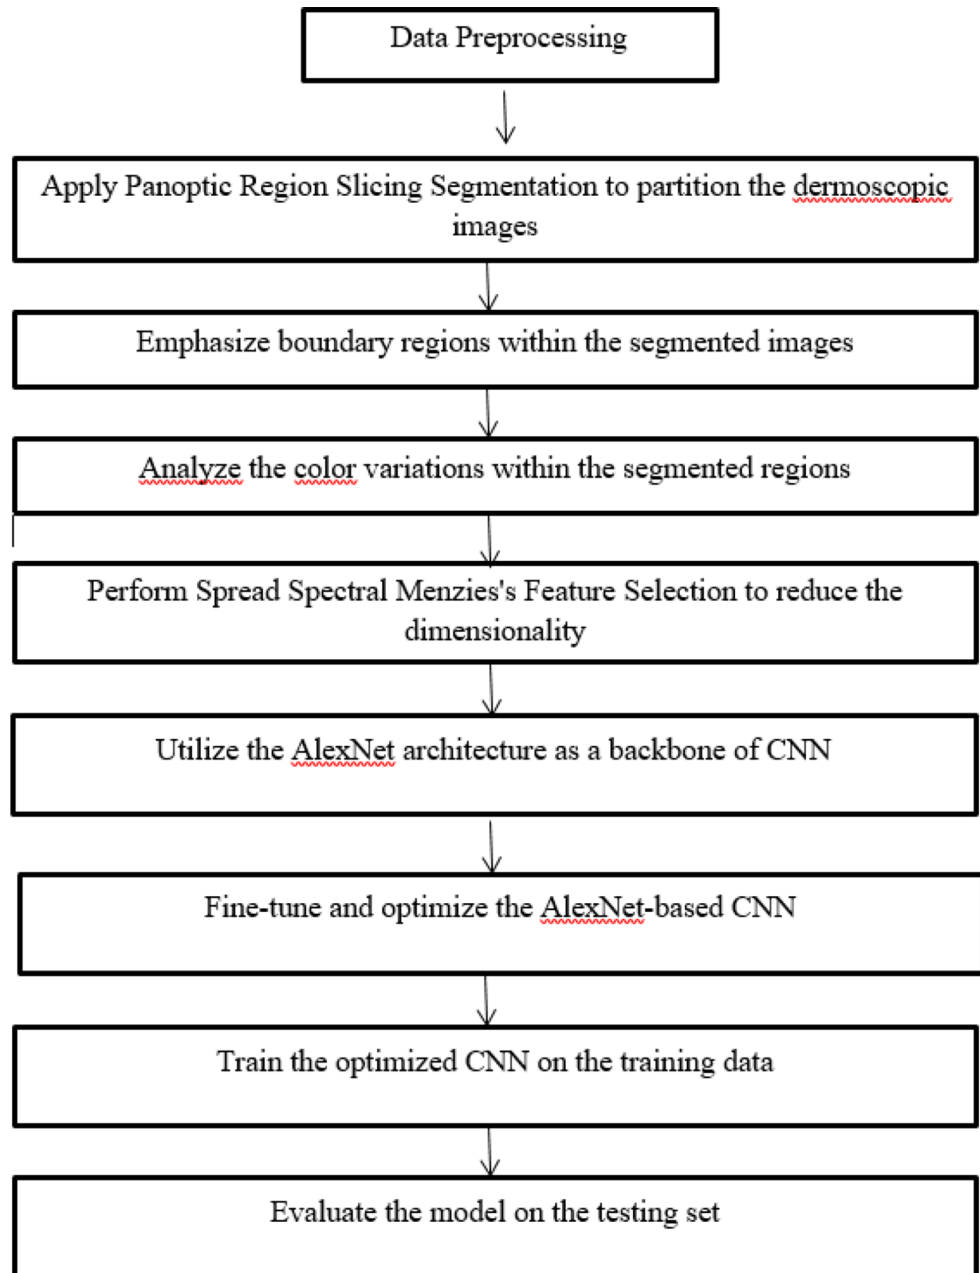 Data Preprocessing
Apply Panoptic Region Slicing Segmentation to partition the dermoscopic
images
Emphasize boundary regions within the segmented images
Analyze the color variations within the segmented regions
Perform Spread Spectral Menzies's Feature Selection to reduce the
dimensionality
Utilize the AlexNet architecture as a backbone of CNN
Fine-tune and optimize the AlexNet-based CNN
Train the optimized CNN on the training data
Evaluate the model on the testing set